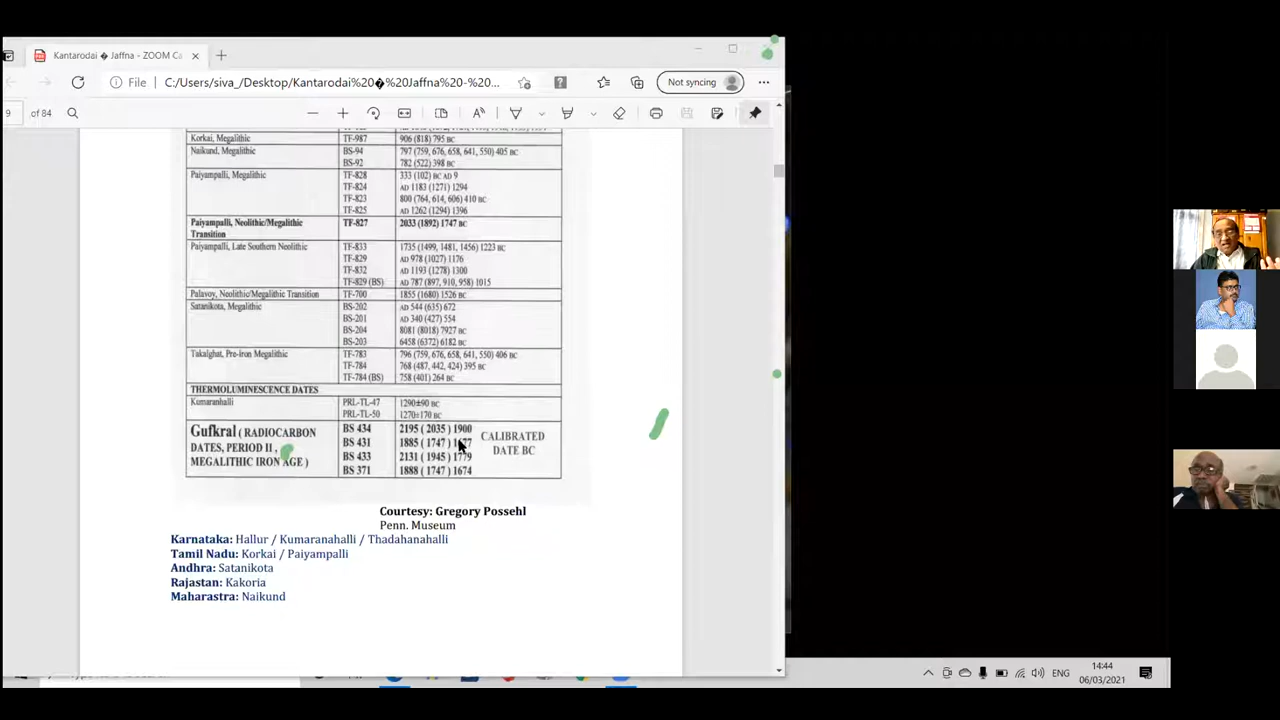 Kantarodai � Jaffna - ZOOM Ca
File C:/Users/siva_/Desktop/Kantarodai%20�%20Jaffna%20-%20... Not syncing
9 of 84
Korkai, Megalithic TF-987 906 (818) 795 BC
Naikund, Megalithic BS-94 797 (759, 676, 658, 641, 550) 405 BC
BS-92 782 (522) 398 BC
Paiyampalli, Megalithic TF-828 333 (102) BC AD 9
TF-824 AD 1183 (1271) 1294
TF-823 800 (764, 614, 606) 410 BC
TF-825 AD 1262 (1294) 1396
Paiyampalli, Neolithic/Megalithic TF-827 2033 (1892) 1747 BC
Transition
Paiyampalli, Late Southern Neolithic TF-833 1735 (1499, 1481, 1456) 1223 BC
TF-829 AD 978 (1027) 1176
TF-832 AD 1193 (1278) 1300
TF-829 (BS) AD 787 (897, 910, 958) 1015
Palavoy, Neolithic/Megalithic Transition TF-700 1855 (1680) 1526 BC
Satanikota, Megalithic BS-202 AD 544 (635) 672
BS-201 AD 340 (427) 554
BS-204 8081 (8018) 7927 BC
BS-203 6458 (6372) 6182 BC
Takalghat, Pre-Iron Megalithic TF-783 796 (759, 676, 658, 641, 550) 406 BC
TF-784 768 (487, 442, 424) 395 BC
TF-784 (BS) 758 (401) 264 BC
THERMOLUMINESCENCE DATES
Kumaranhalli PRL-TL-47 1290±90 BC
PRL-TL-50 1270±170 BC
Gufkral ( RADIOCARBON BS 434 2195 ( 2035 ) 1900 CALIBRATED
DATES, PERIOD II , BS 431 1885 ( 1747 ) 1677 DATE BC
MEGALITHIC IRON AGE ) BS 433 2131 ( 1945 ) 1779
BS 371 1888 ( 1747 ) 1674
Courtesy: Gregory Possehl
Penn. Museum
Karnataka: Hallur / Kumaranahalli / Thadahanahalli
Tamil Nadu: Korkai / Paiyampalli
Andhra: Satanikota
Rajastan: Kakoria
Maharastra: Naikund
ENG 14:44
06/03/2021